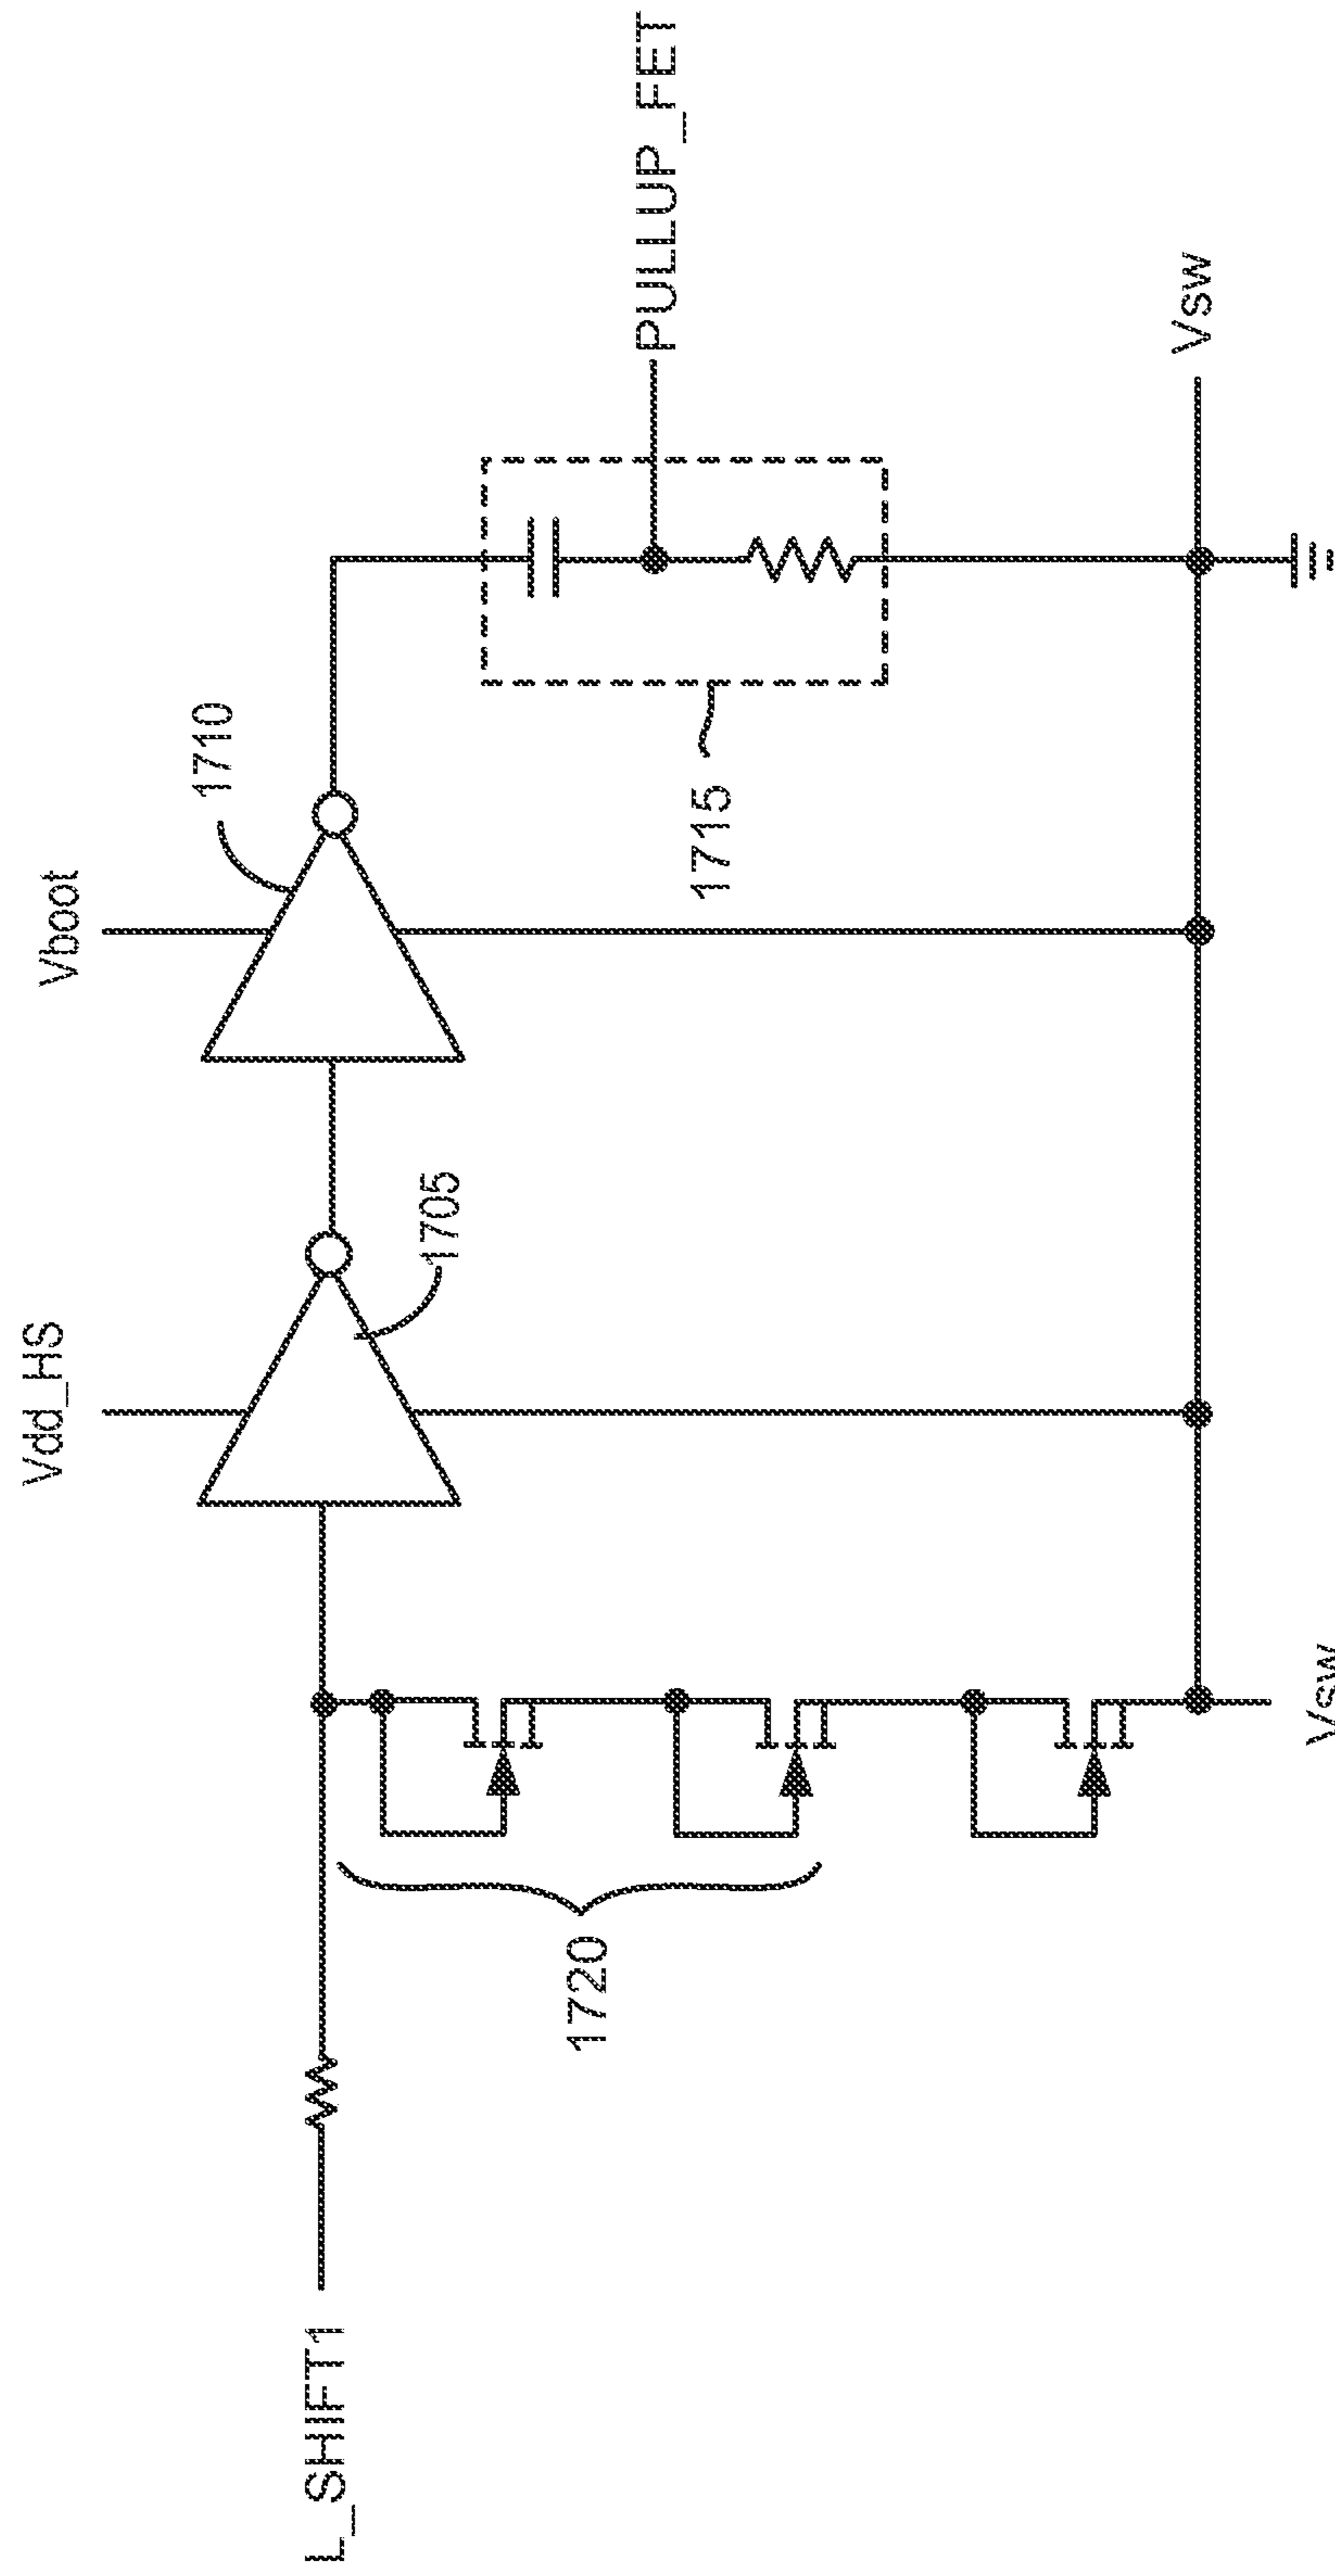 Vdd_HS
Vboot
1710
1705
L_SHIFT1
1720
1715
PULLUP_FET
Vsw
Vsw